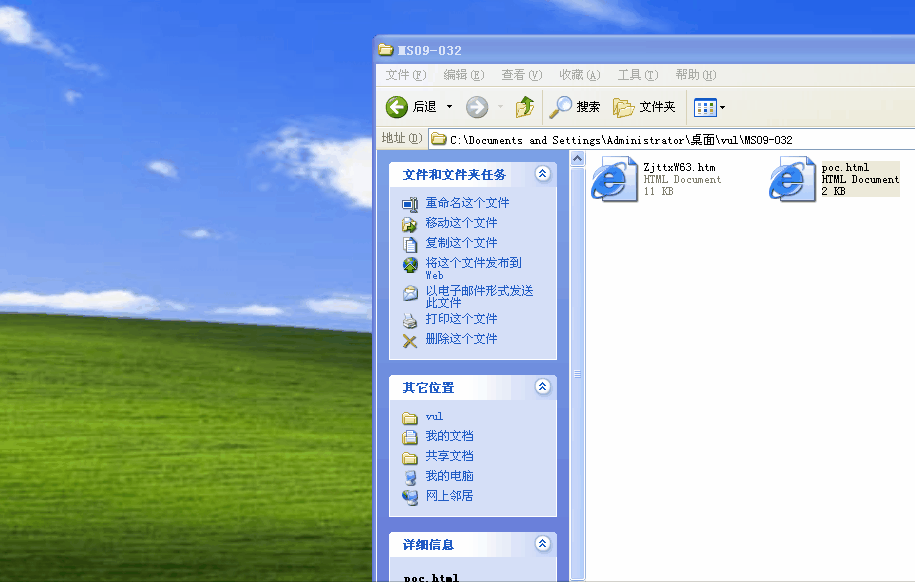 MS09-032
文件(F) 编辑(E) 查看(V) 收藏(A) 工具(T) 帮助(H)
后退 搜索 文件夹
地址(D) C:\Documents and Settings\Administrator\桌面\vul\MS09-032
文件和文件夹任务
重命名这个文件
移动这个文件
复制这个文件
将这个文件发布到
Web
以电子邮件形式发送
此文件
打印这个文件
删除这个文件
其它位置
vul
我的文档
共享文档
我的电脑
网上邻居
详细信息
poc.html
ZjttxW63.htm
HTML Document
11 KB
poc.html
HTML Document
2 KB